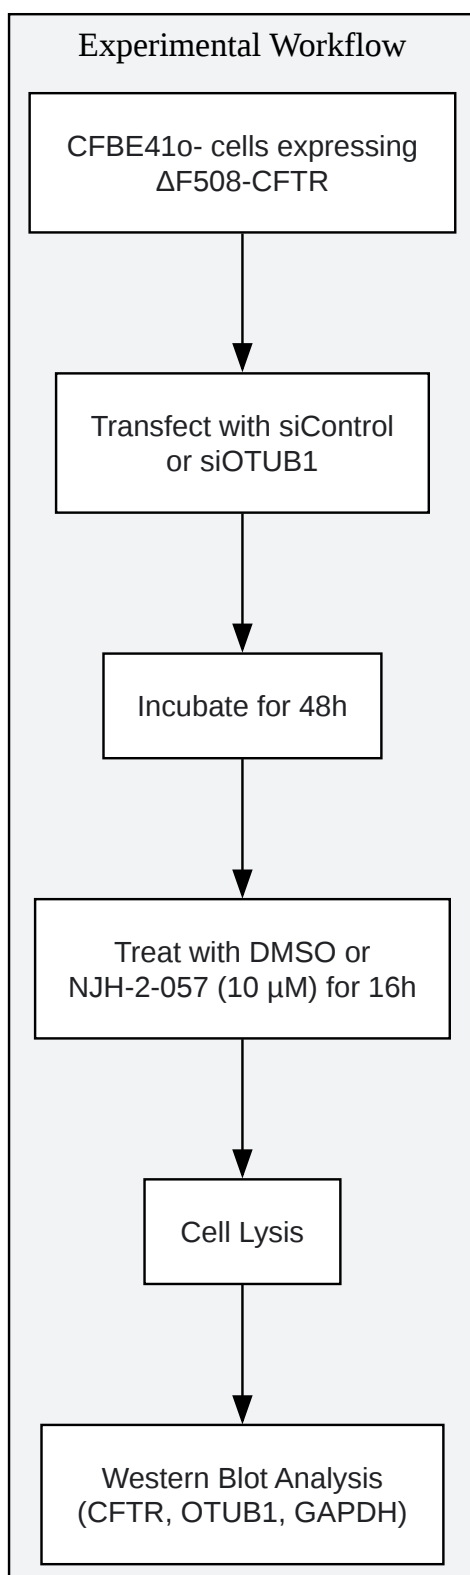 Experimental Workflow
CFBE41o- cells expressing
ΔF508-CFTR
Transfect with siControl
or siOTUB1
Incubate for 48h
Treat with DMSO or
NJH-2-057 (10 µM) for 16h
Cell Lysis
Western Blot Analysis
(CFTR, OTUB1, GAPDH)